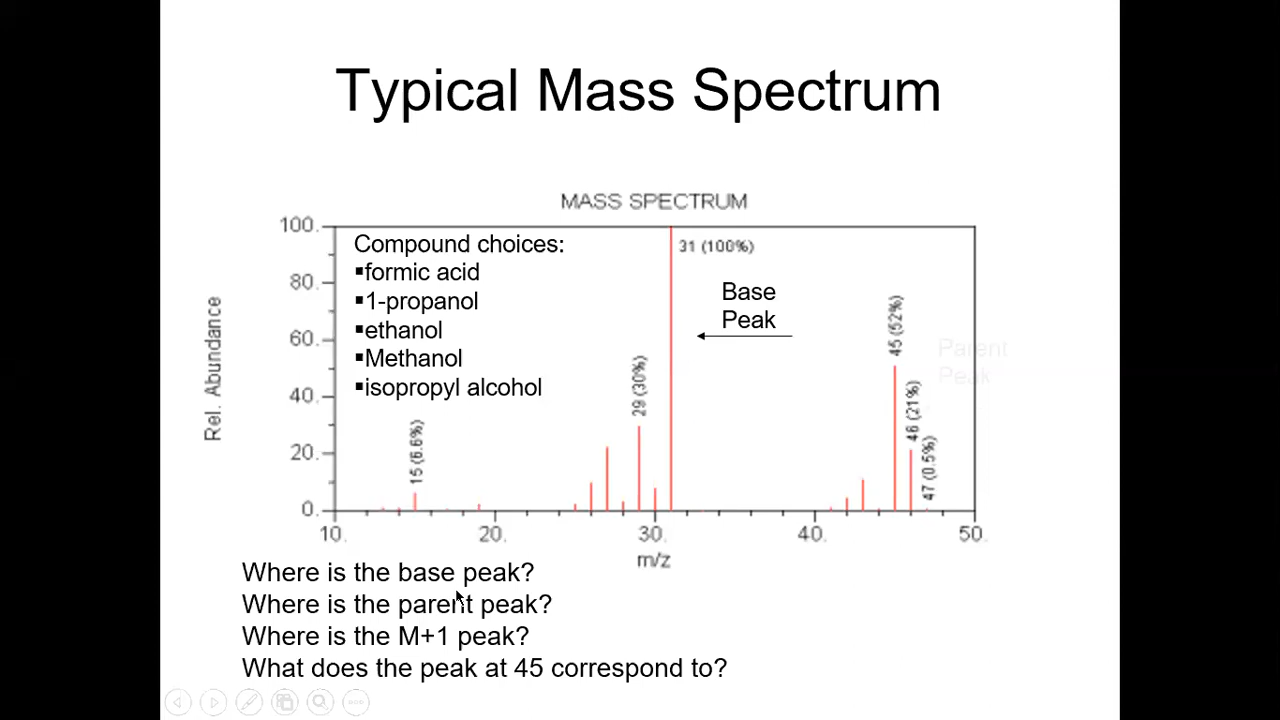 Typical Mass Spectrum
MASS SPECTRUM
100.
80.
60.
40.
20.
0.
Rel. Abundance
Compound choices:
▪formic acid
▪1-propanol
▪ethanol
▪Methanol
▪isopropyl alcohol
15 (6.6%)
29 (30%)
31 (100%)
Base
Peak
45 (52%)
46 (21%)
47 (0.5%)
Parent
Peak
10.
20.
30.
40.
50.
m/z
Where is the base peak?
Where is the parent peak?
Where is the M+1 peak?
What does the peak at 45 correspond to?